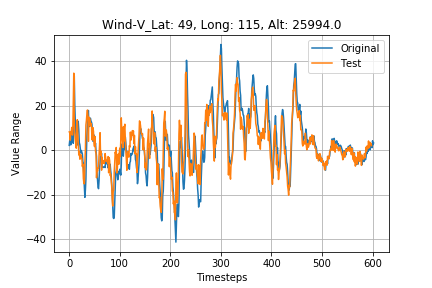 Wind-V_Lat: 49, Long: 115, Alt: 25994.0
Original
Test
40
20
0
−20
−40
Value Range
0 100 200 300 400 500 600
Timesteps